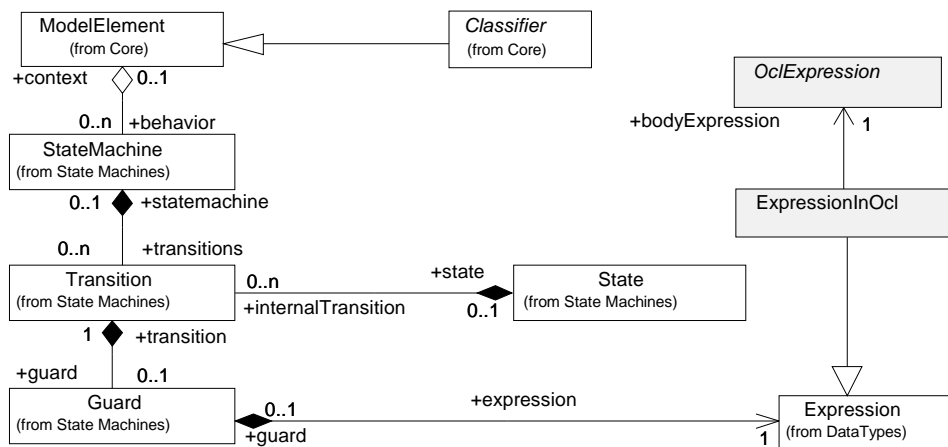 ModelElement
(from Core)
Classifier
(from Core)
+context
0..1
OclExpression
+bodyExpression
1
0..n
+behavior
StateMachine
(from State Machines)
0..1
+statemachine
ExpressionInOcl
0..n
+transitions
Transition
(from State Machines)
0..n
+internalTransition
+state
0..1
State
(from State Machines)
1
+transition
+guard
0..1
Guard
(from State Machines)
0..1
+guard
+expression
1
Expression
(from DataTypes)